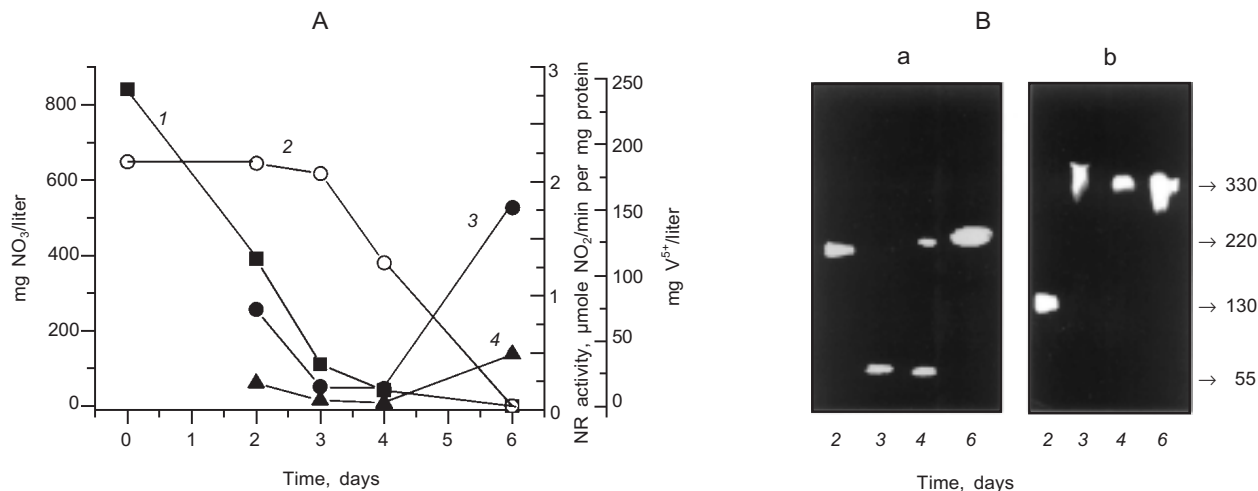 A
B
a
b
mg NO₃/liter
800
600
400
200
0
3
2
1
0
NR activity, µmole NO₂/min per mg protein
250
200
150
100
50
0
mg V⁵⁺/liter
1
2
3
4
0 1 2 3 4 5 6
Time, days
→ 330
→ 220
→ 130
→ 55
2 3 4 6
2 3 4 6
Time, days